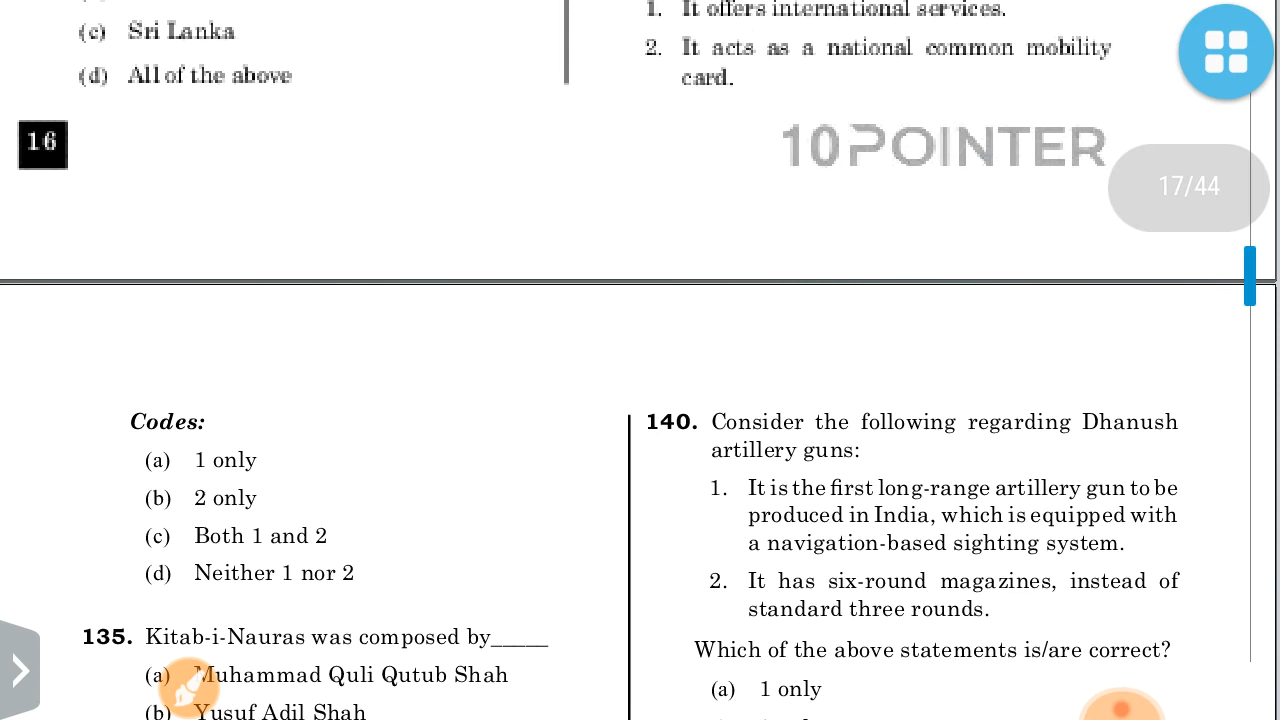 (c) Sri Lanka
(d) All of the above
1. It offers international services.
2. It acts as a national common mobility
card.
16
10 POINTER
17/44
Codes:
(a) 1 only
(b) 2 only
(c) Both 1 and 2
(d) Neither 1 nor 2
135. Kitab-i-Nauras was composed by_____
(a) Muhammad Quli Qutub Shah
(b) Yusuf Adil Shah
140. Consider the following regarding Dhanush
artillery guns:
1. It is the first long-range artillery gun to be
produced in India, which is equipped with
a navigation-based sighting system.
2. It has six-round magazines, instead of
standard three rounds.
Which of the above statements is/are correct?
(a) 1 only